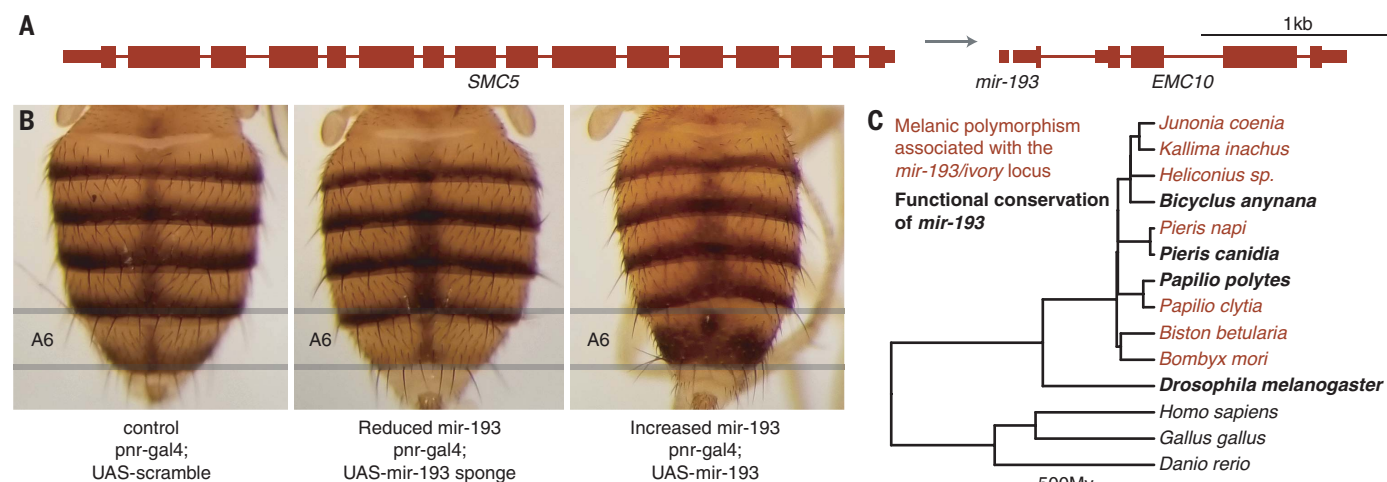 A
1kb
SMC5
mir-193
EMC10
B
A6
A6
control
pnr-gal4;
UAS-scramble
Reduced mir-193
pnr-gal4;
UAS-mir-193 sponge
Increased mir-193
pnr-gal4;
UAS-mir-193
C
Melanic polymorphism
associated with the
mir-193/ivory locus
Functional conservation
of mir-193
Junonia coenia
Kallima inachus
Heliconius sp.
Bicyclus anynana
Pieris napi
Pieris canidia
Papilio polytes
Papilio clytia
Biston betularia
Bombyx mori
Drosophila melanogaster
Homo sapiens
Gallus gallus
Danio rerio
500My